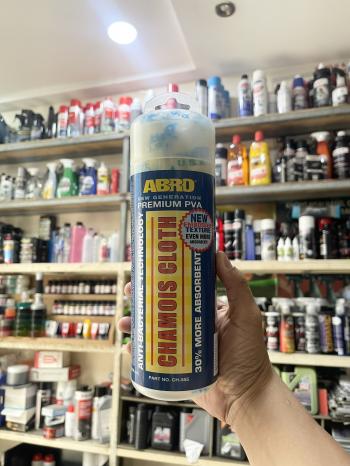 ABRO
NEW GENERATION
PREMIUM PVA
NEW
TEXTURE
EVEN MORE
ABSORBENT
ANTI-BACTERIAL TECHNOLOGY
CHAMOIS CLOTH
30% MORE ABSORBENT
PART NO. CH-582